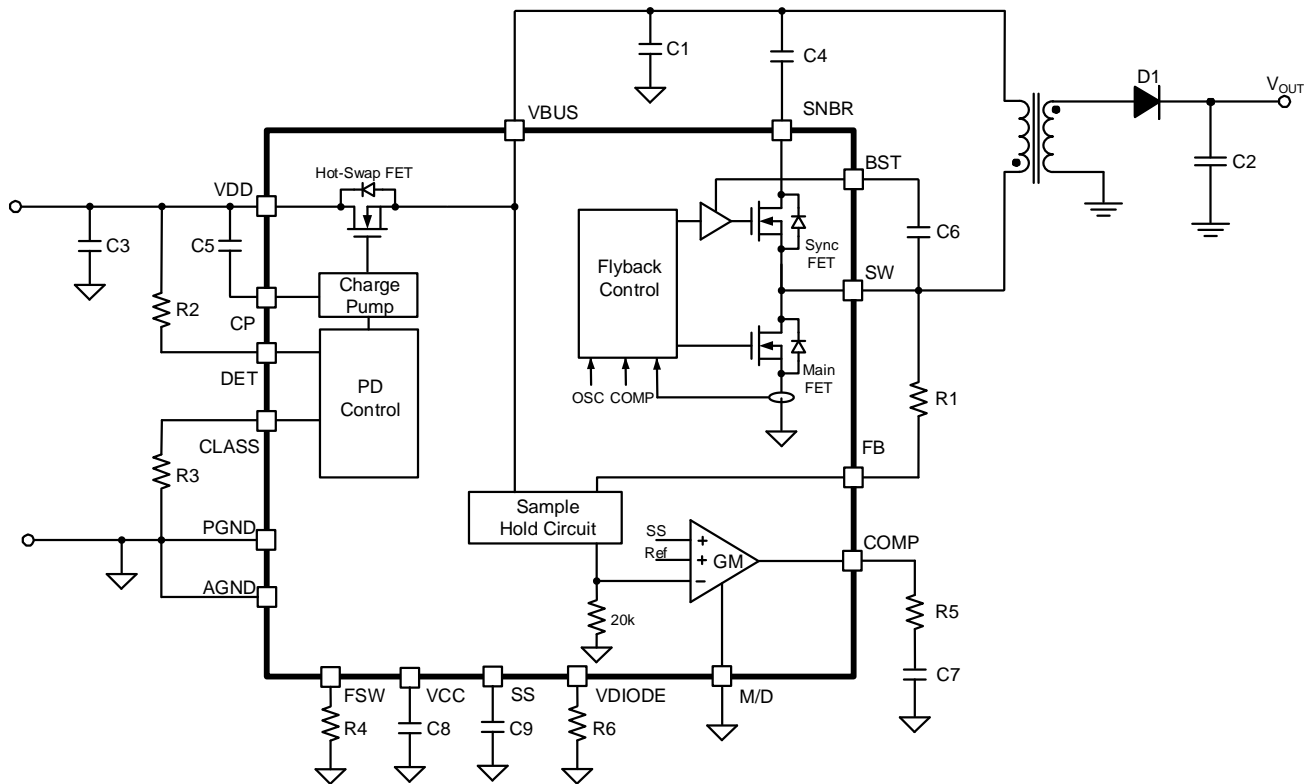 C1
C4
D1
VOUT
VBUS
SNBR
C2
Hot-Swap FET
BST
VDD
C3
C5
C6
Sync
FET
Flyback
Control
SW
Charge
Pump
R2
CP
DET
PD
Control
Main
FET
OSC
COMP
R1
CLASS
FB
R3
Sample
Hold Circuit
PGND
SS
Ref
+
+
−
GM
COMP
AGND
20k
R5
C7
FSW
VCC
SS
VDIODE
M/D
R4
C8
C9
R6